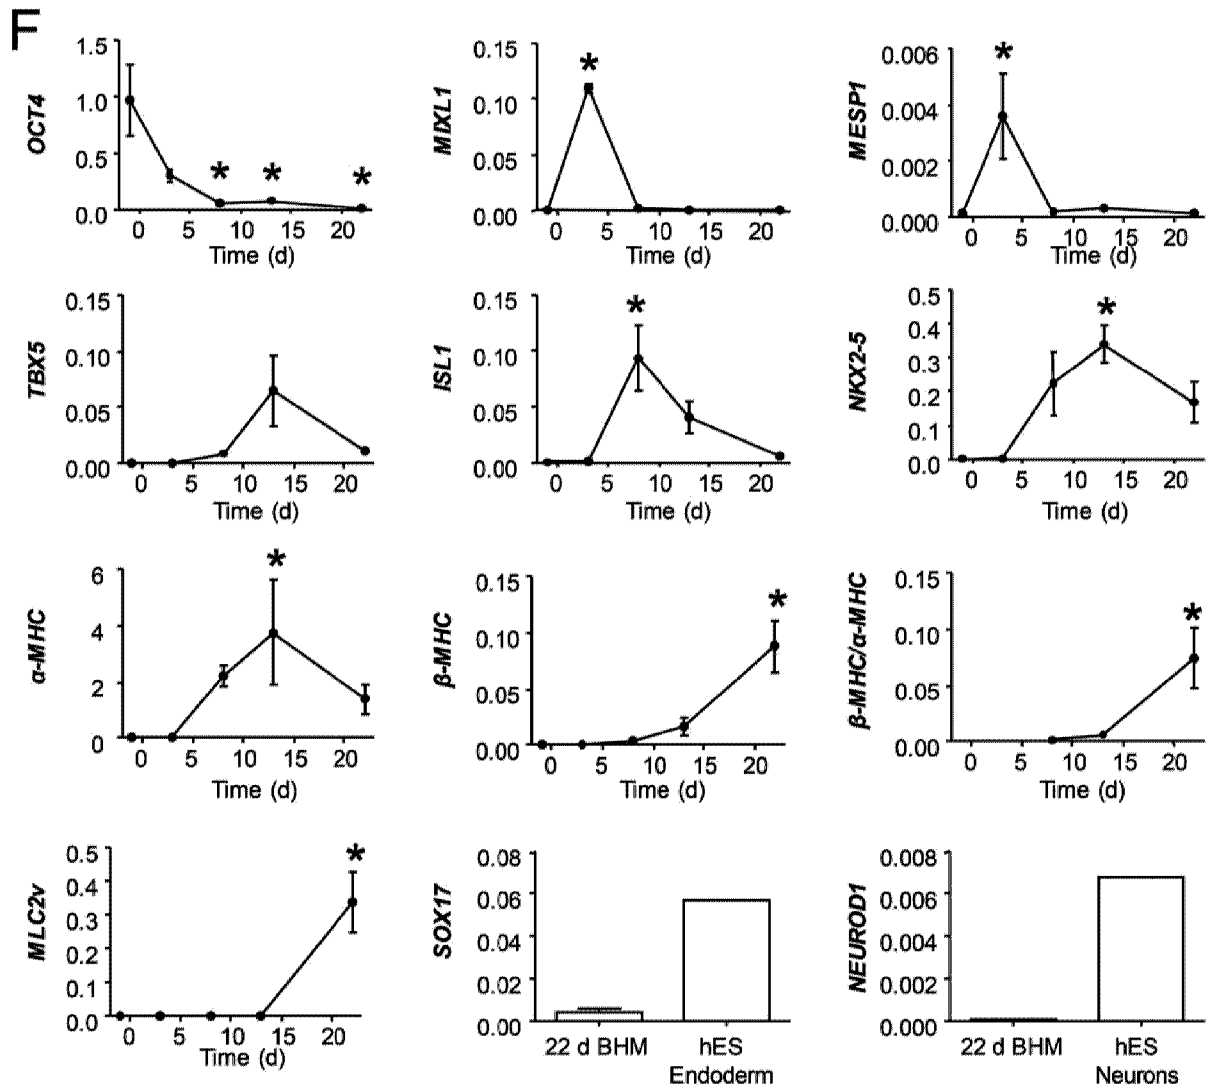 F
OCT4
1.5
1.0
0.5
0.0
*
*
*
0 5 10 15 20
Time (d)
MIXL1
0.15
0.10
0.05
0.00
*
0 5 10 15 20
Time (d)
MESP1
0.006
0.004
0.002
0.000
*
0 5 10 15 20
Time (d)
TBX5
0.15
0.10
0.05
0.00
0 5 10 15 20
Time (d)
ISL1
0.15
0.10
0.05
0.00
*
0 5 10 15 20
Time (d)
NKX2-5
0.5
0.4
0.3
0.2
0.1
0.0
*
0 5 10 15 20
Time (d)
α-MHC
6
4
2
0
*
0 5 10 15 20
Time (d)
β-MHC
0.15
0.10
0.05
0.00
*
0 5 10 15 20
Time (d)
β-MHC/α-MHC
0.15
0.10
0.05
0.00
*
0 5 10 15 20
Time (d)
MLC2v
0.5
0.4
0.3
0.2
0.1
0.0
*
0 5 10 15 20
Time (d)
SOX17
0.08
0.06
0.04
0.02
0.00
22 d BHM hES
Endoderm
NEUROD1
0.008
0.006
0.004
0.002
0.000
22 d BHM hES
Neurons